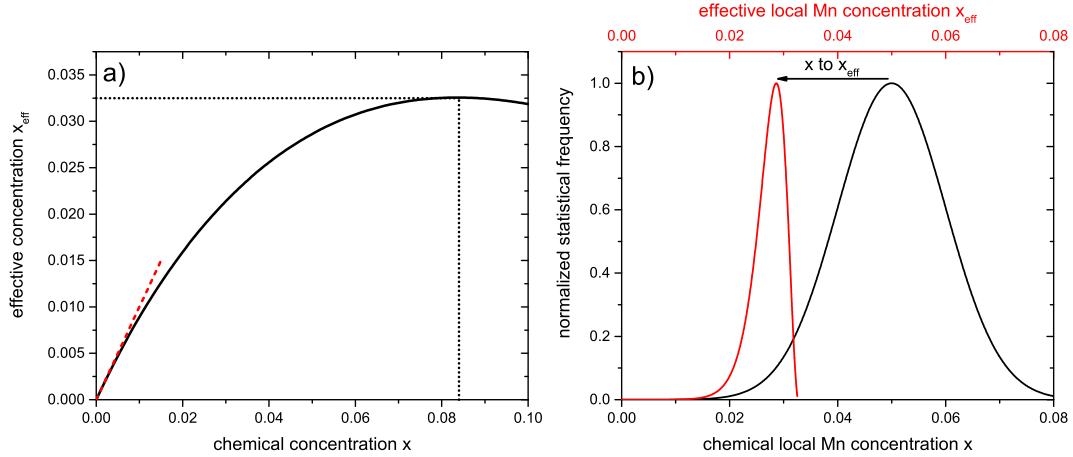 a)
effective concentration x_eff
0.035
0.030
0.025
0.020
0.015
0.010
0.005
0.000
0.00 0.02 0.04 0.06 0.08 0.10
chemical concentration x
effective local Mn concentration x_eff
0.00 0.02 0.04 0.06 0.08
b)
x to x_eff
normalized statistical frequency
1.0
0.8
0.6
0.4
0.2
0.0
0.00 0.02 0.04 0.06 0.08
chemical local Mn concentration x